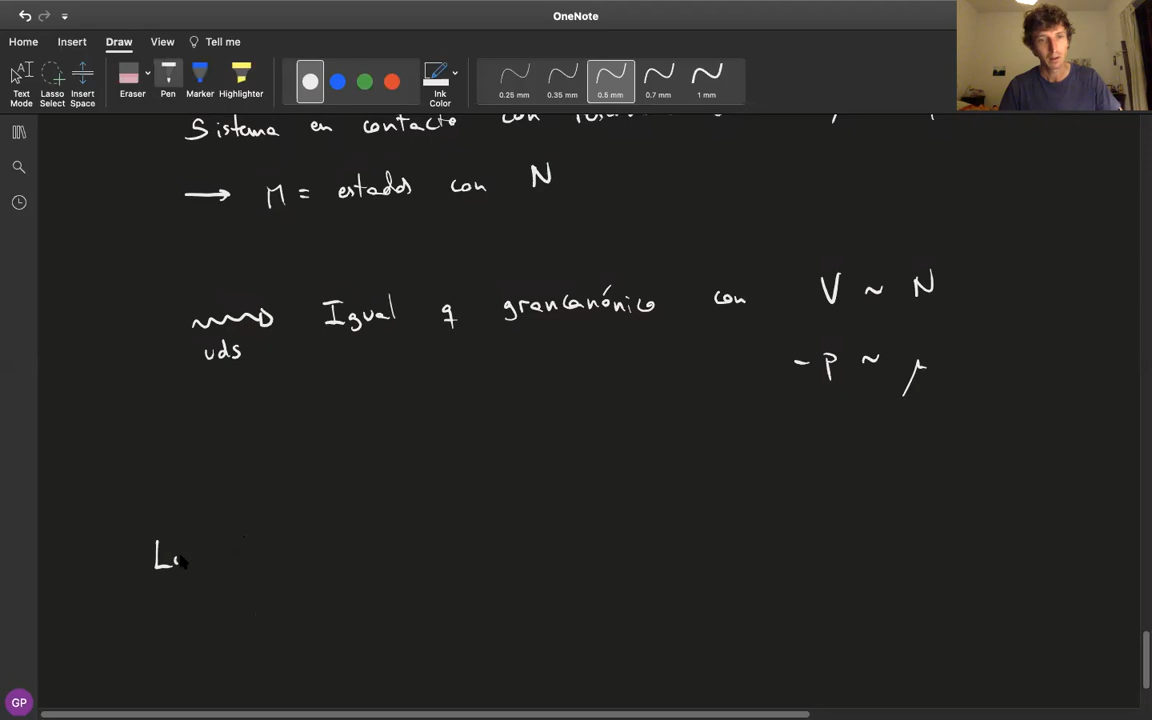 OneNote
Home Insert Draw View Tell me
Text Mode Lasso Select Insert Space Eraser Pen Marker Highlighter Ink Color 0.25 mm 0.35 mm 0.5 mm 0.7 mm 1 mm
Sistema en contacto con
→ M = estados con N
Igual q grancanónico con V ~ N
uds
- p ~ μ
Lo
GP